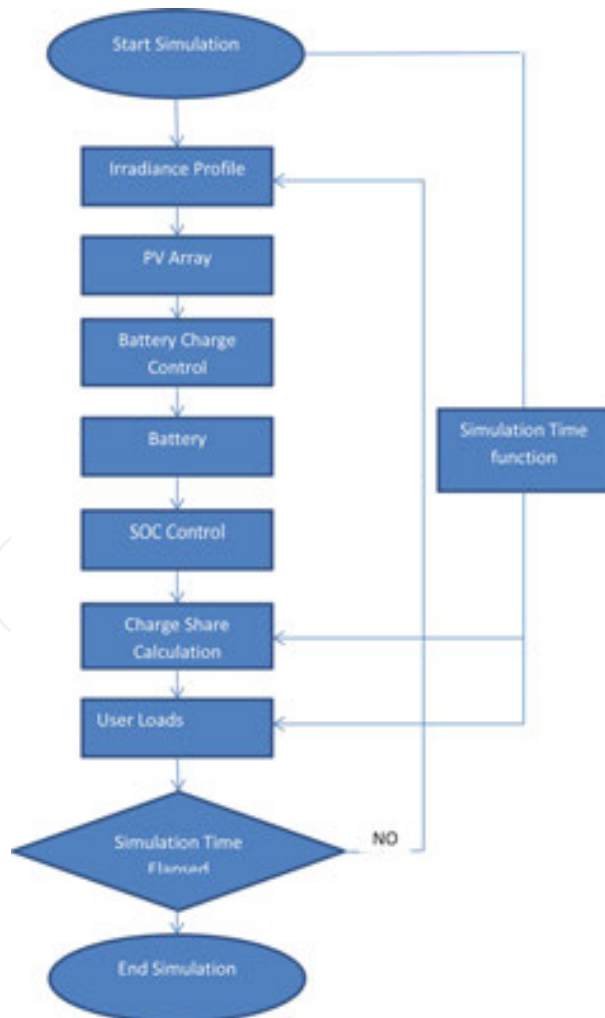 Start Simulation
Irradiance Profile
PV Array
Battery Charge
Control
Battery
Simulation Time
function
SOC Control
Charge Share
Calculation
User Loads
Simulation Time
Elapsed
NO
End Simulation